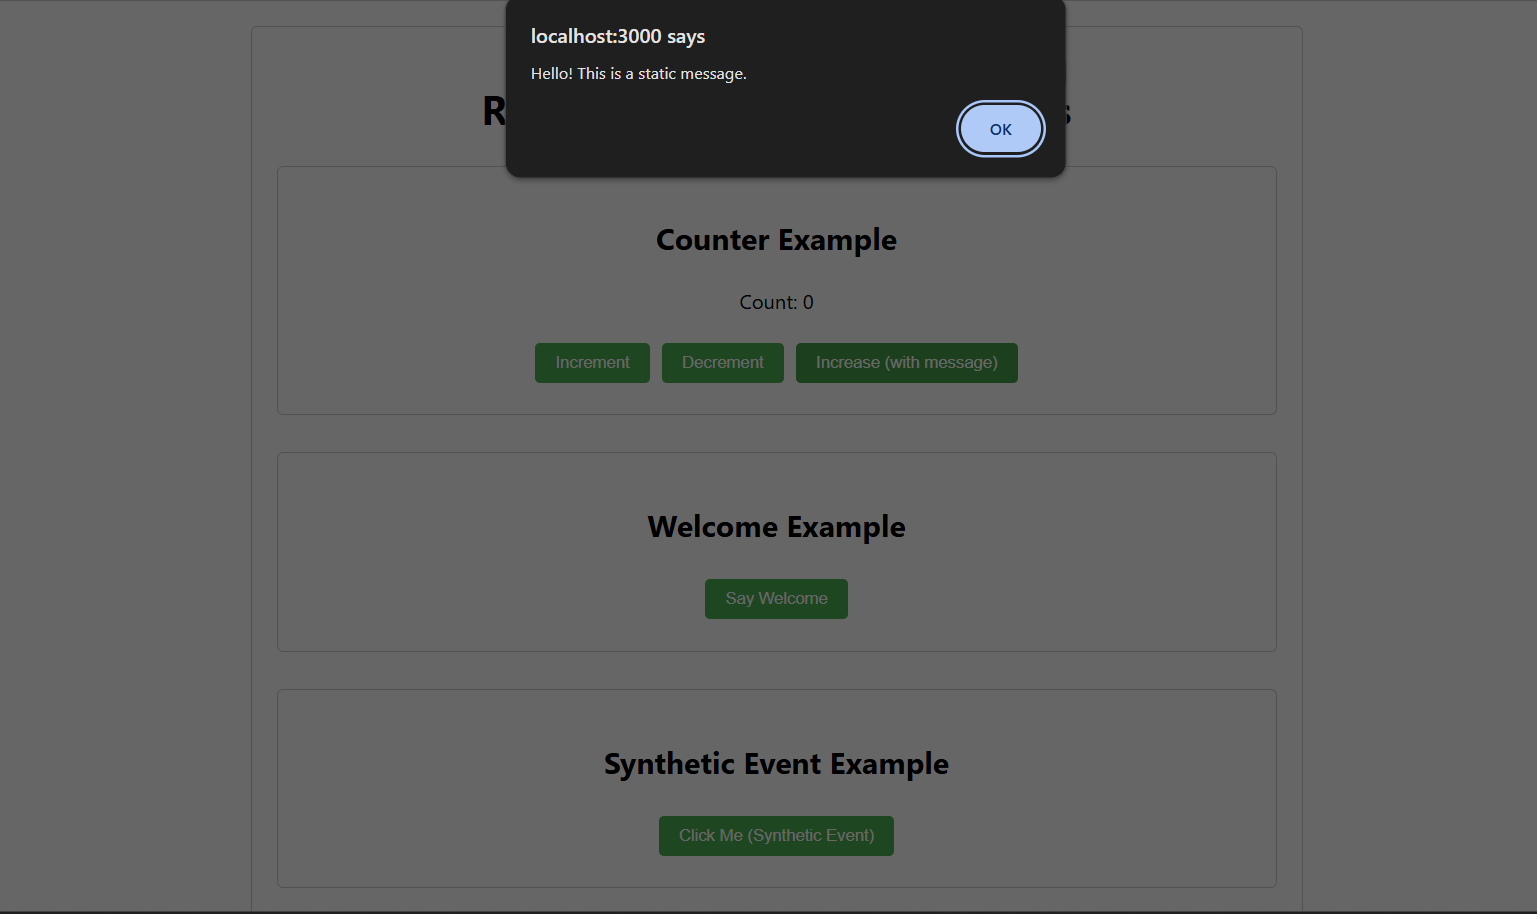 localhost:3000 says
Hello! This is a static message.
OK
Counter Example
Count: 0
Increment Decrement Increase (with message)
Welcome Example
Say Welcome
Synthetic Event Example
Click Me (Synthetic Event)